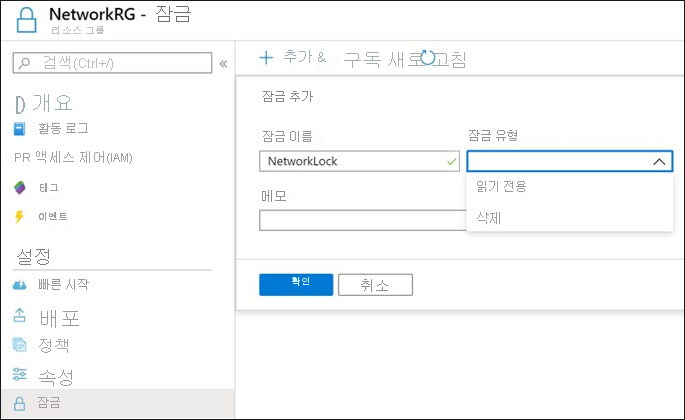 NetworkRG - 잠금
리소스 그룹
검색(Ctrl+/)
«
개요
활동 로그
PR 액세스 제어(IAM)
태그
이벤트
설정
빠른 시작
배포
정책
속성
잠금
+ 추가 & 구독 새로 고침
잠금 추가
잠금 이름
잠금 유형
NetworkLock
읽기 전용
삭제
메모
확인
취소